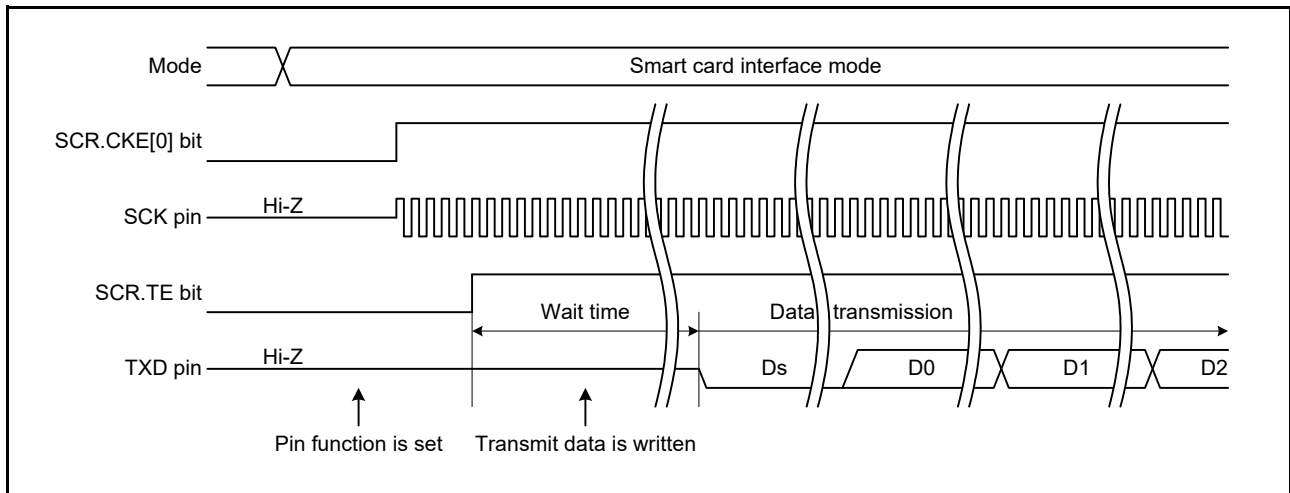 Mode
Smart card interface mode
SCR.CKE[0] bit
SCK pin
Hi-Z
SCR.TE bit
Wait time
Data transmission
TXD pin
Hi-Z
Ds
D0
D1
D2
Pin function is set
Transmit data is written